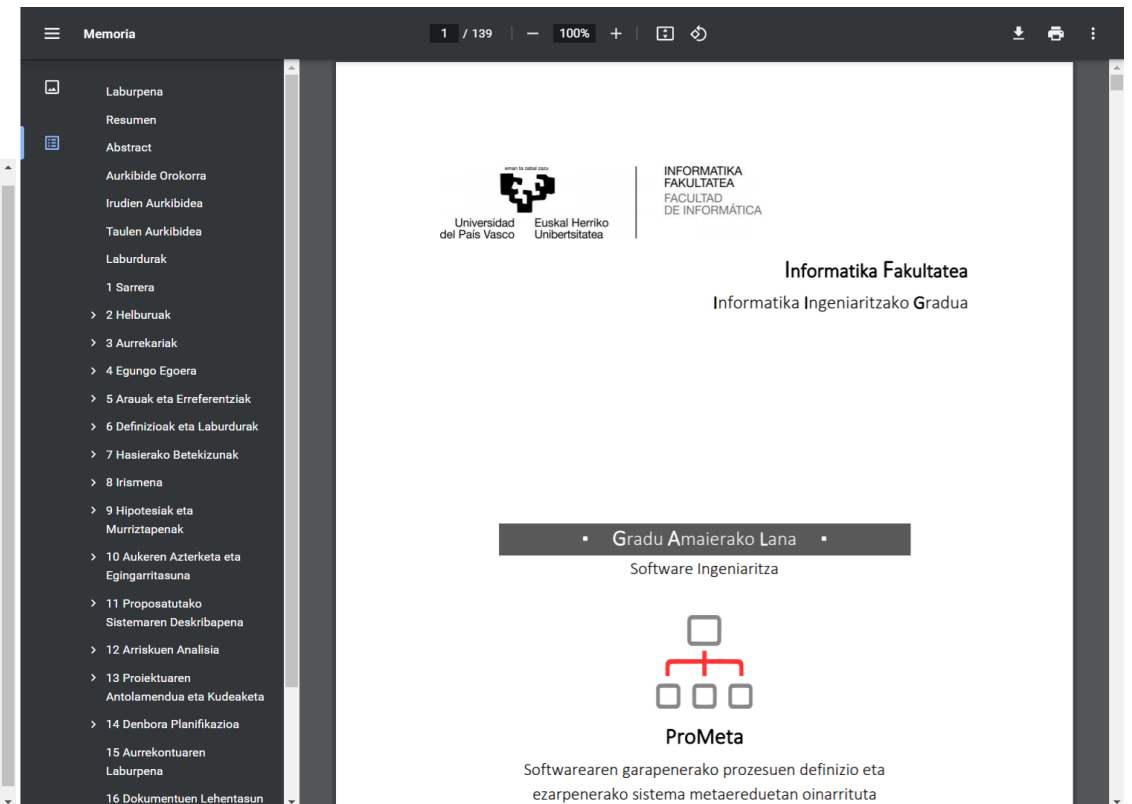 Memoria
1 / 139
100%
Laburpena
Resumen
Abstract
Aurkibide Orokorra
Irudien Aurkibidea
Taulen Aurkibidea
Laburdurak
1 Sarrera
2 Helburuak
3 Aurrekariak
4 Egungo Egoera
5 Arauak eta Erreferentziak
6 Definizioak eta Laburdurak
7 Hasierako Betekizunak
8 Irismena
9 Hipotesiak eta
Murriztapenak
10 Aukeren Azterketa eta
Egingarritasuna
11 Proposatutako
Sistemaren Deskribapena
12 Arriskuen Analisia
13 Proiektuaren
Antolamendua eta Kudeaketa
14 Denbora Planifikazioa
15 Aurrekontuaren
Laburpena
16 Dokumentuen Lehentasun
eman ta zabal zazu
Universidad
del País Vasco
Euskal Herriko
Unibertsitatea
INFORMATIKA
FAKULTATEA
FACULTAD
DE INFORMÁTICA
Informatika Fakultatea
Informatika Ingeniaritzako Gradua
▪ Gradu Amaierako Lana ▪
Software Ingeniaritza
ProMeta
Softwarearen garapenerako prozesuen definizio eta
ezarpenerako sistema metaereduetan oinarrituta